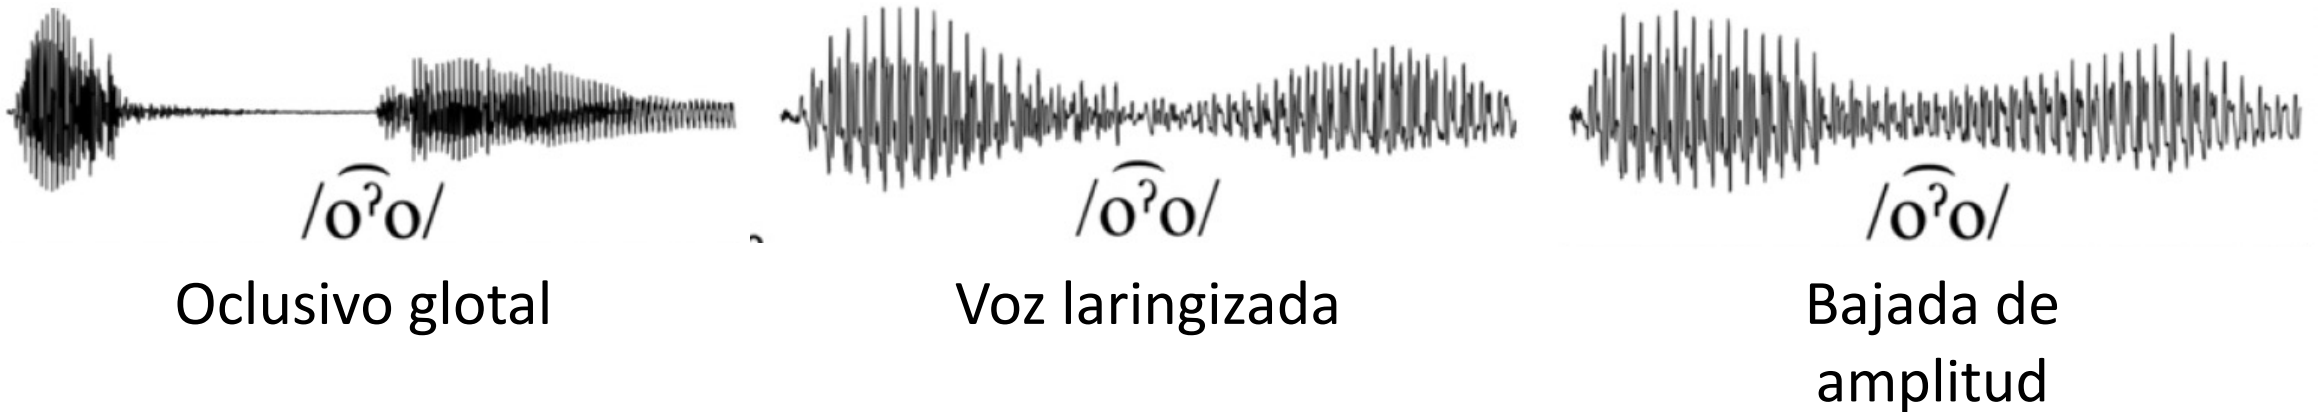 /o͡ˀo/ /o͡ˀo/ /o͡ˀo/
Oclusivo glotal
Voz laringizada
Bajada de
amplitud